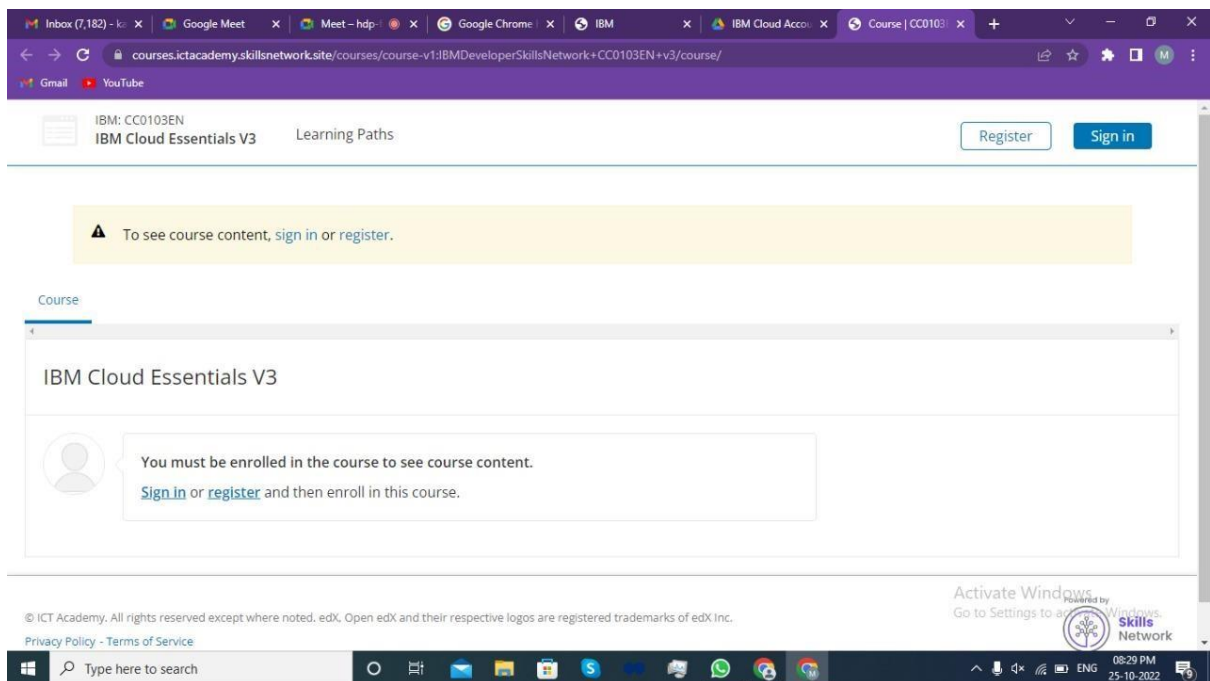 Inbox (7,182) - ka
Google Meet
Meet – hdp-
Google Chrome
IBM
IBM Cloud Accou
Course | CC0103
courses.ictacademy.skillsnetwork.site/courses/course-v1:IBMDeveloperSkillsNetwork+CC0103EN+v3/course/
M
Gmail
YouTube
IBM: CC0103EN
IBM Cloud Essentials V3
Learning Paths
Register
Sign in
To see course content, sign in or register.
Course
IBM Cloud Essentials V3
You must be enrolled in the course to see course content.
Sign in or register and then enroll in this course.
Activate Windows
Go to Settings to activate Windows.
Powered by
Skills
Network
© ICT Academy. All rights reserved except where noted. edX, Open edX and their respective logos are registered trademarks of edX Inc.
Privacy Policy - Terms of Service
Type here to search
ENG
08:29 PM
25-10-2022